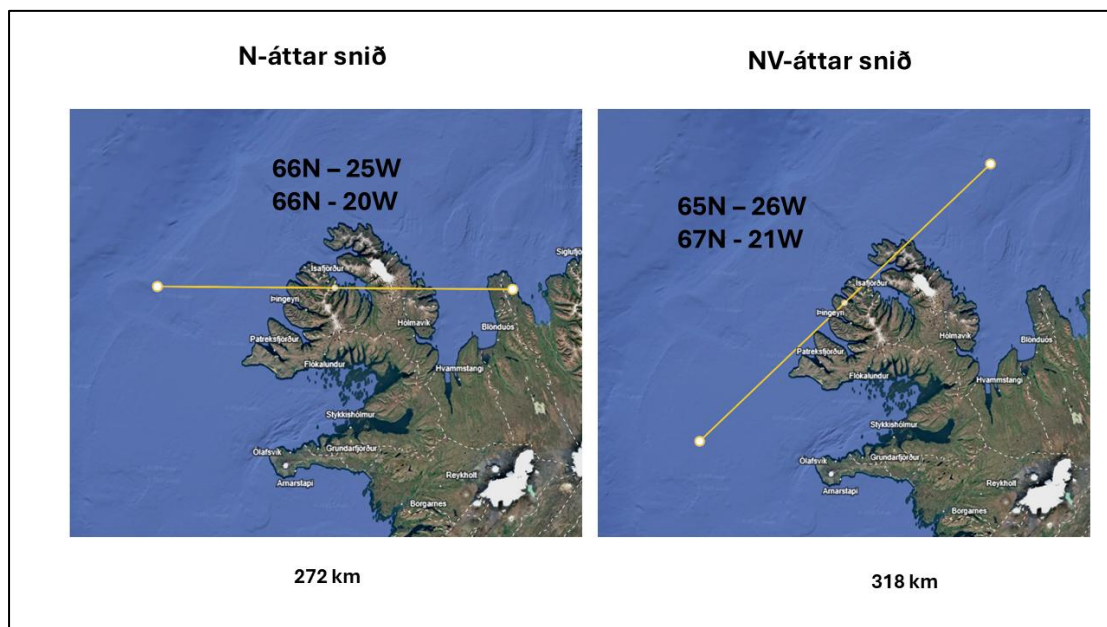 N-áttar snið
66N – 25W
66N - 20W
Ísafjörður
Þingeyri
Patreksfjörður
Flókalundur
Hólmavík
Hvammstangi
Blönduós
Siglufj
Stykkishólmur
Ólafsvík
Grundarfjörður
Arnarstapi
Reykholt
Borgarnes
272 km
NV-áttar snið
65N – 26W
67N - 21W
Ísafjörður
Þingeyri
Patreksfjörður
Flókalundur
Hólmavík
Hvammstangi
Blönduós
Stykkishólmur
Ólafsvík
Grundarfjörður
Arnarstapi
Reykholt
Borgarnes
318 km